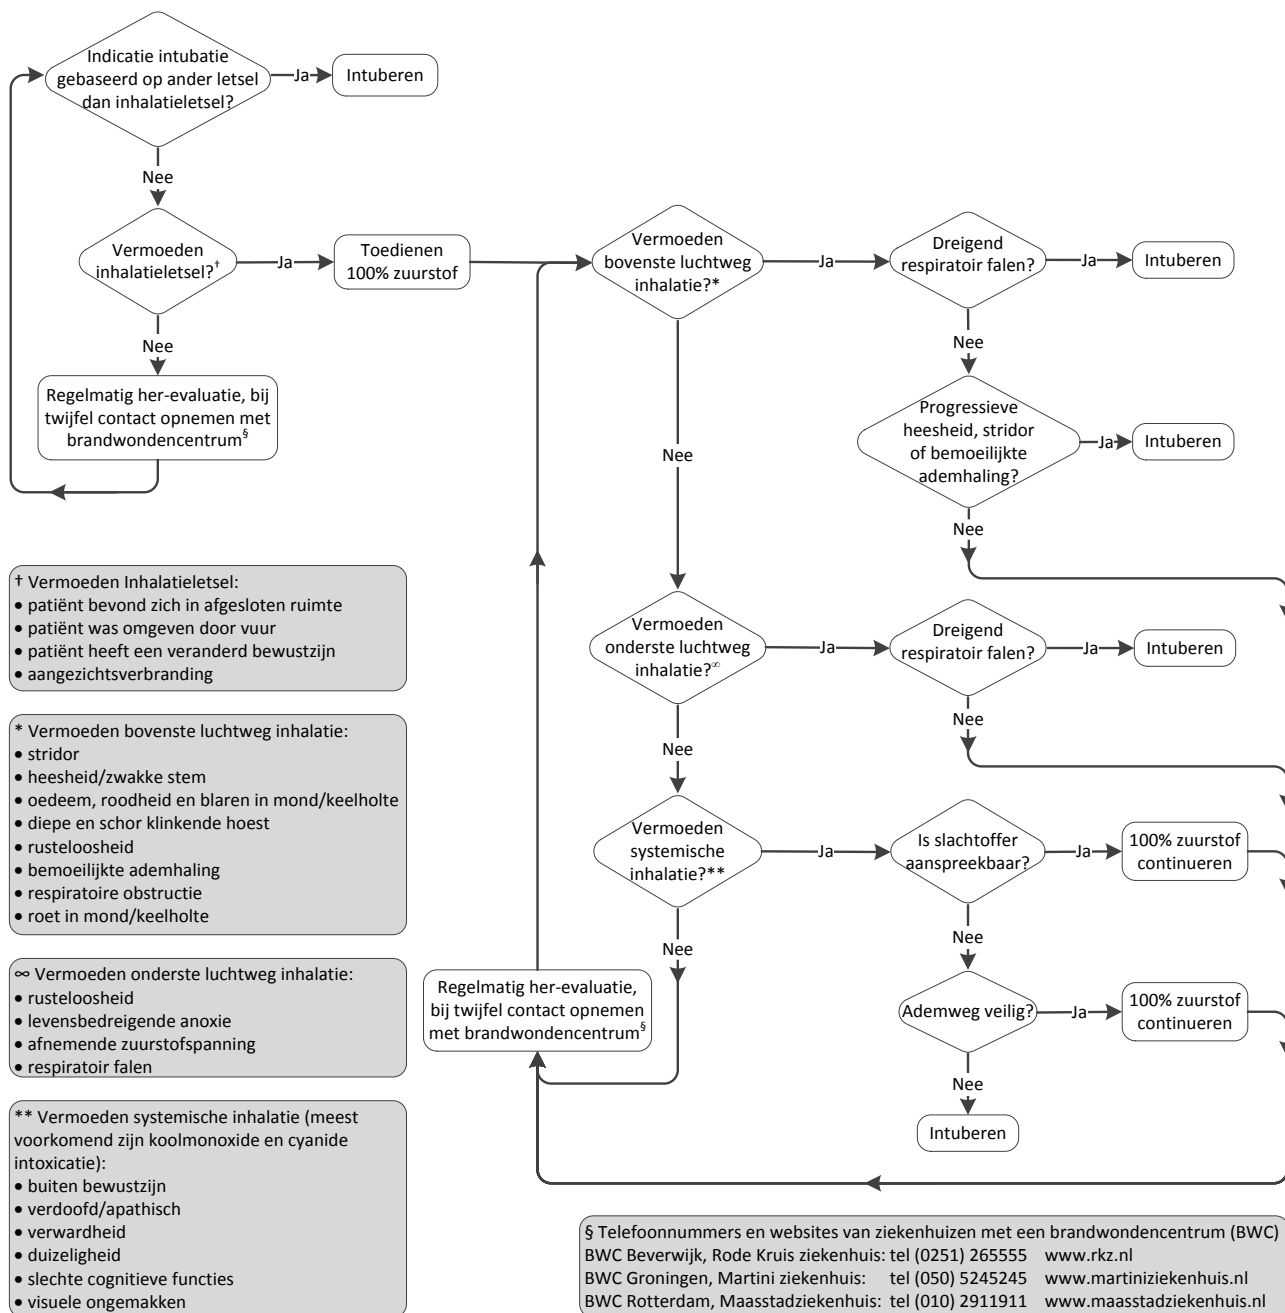 Indicatie intubatie
gebaseerd op ander letsel
dan inhalatieletsel?
Ja
Intuberen
Nee
Vermoeden
inhalatieletsel?†
Ja
Toedienen
100% zuurstof
Nee
Regelmatig her-evaluatie, bij
twijfel contact opnemen met
brandwondencentrum§
Vermoeden
bovenste luchtweg
inhalatie?*
Ja
Dreigend
respiratoir falen?
Ja
Intuberen
Nee
Progressieve
heesheid, stridor
of bemoeilijkte
ademhaling?
Ja
Intuberen
Nee
Nee
Vermoeden
onderste luchtweg
inhalatie?∞
Ja
Dreigend
respiratoir falen?
Ja
Intuberen
Nee
Nee
Vermoeden
systemische
inhalatie?**
Ja
Is slachtoffer
aanspreekbaar?
Ja
100% zuurstof
continueren
Nee
Nee
Ademweg veilig?
Ja
100% zuurstof
continueren
Nee
Intuberen
Regelmatig her-evaluatie,
bij twijfel contact opnemen
met brandwondencentrum§
† Vermoeden Inhalatieletsel:
• patiënt bevond zich in afgesloten ruimte
• patiënt was omgeven door vuur
• patiënt heeft een veranderd bewustzijn
• aangezichtsverbranding
* Vermoeden bovenste luchtweg inhalatie:
• stridor
• heesheid/zwakke stem
• oedeem, roodheid en blaren in mond/keelholte
• diepe en schor klinkende hoest
• rusteloosheid
• bemoeilijkte ademhaling
• respiratoire obstructie
• roet in mond/keelholte
∞ Vermoeden onderste luchtweg inhalatie:
• rusteloosheid
• levensbedreigende anoxie
• afnemende zuurstofspanning
• respiratoir falen
** Vermoeden systemische inhalatie (meest
voorkomend zijn koolmonoxide en cyanide
intoxicatie):
• buiten bewustzijn
• verdoofd/apathisch
• verwardheid
• duizeligheid
• slechte cognitieve functies
• visuele ongemakken
§ Telefoonnummers en websites van ziekenhuizen met een brandwondencentrum (BWC)
BWC Beverwijk, Rode Kruis ziekenhuis: tel (0251) 265555 www.rkz.nl
BWC Groningen, Martini ziekenhuis: tel (050) 5245245 www.martiniziekenhuis.nl
BWC Rotterdam, Maasstadziekenhuis: tel (010) 2911911 www.maasstadziekenhuis.nl